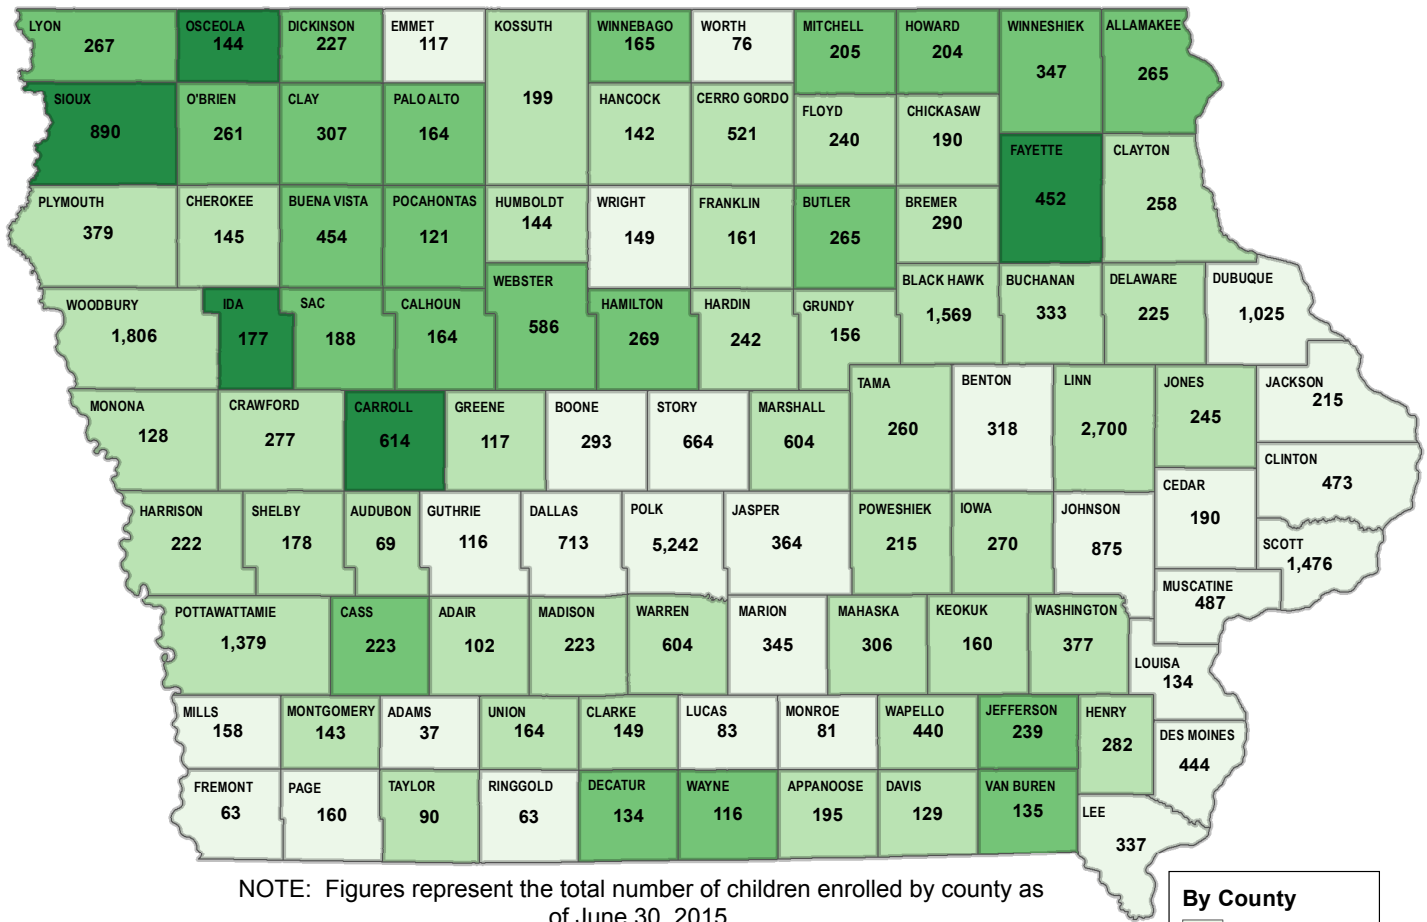 LYON
267
OSCEOLA
144
DICKINSON
227
EMMET
117
KOSSUTH
199
WINNEBAGO
165
WORTH
76
MITCHELL
205
HOWARD
204
WINNESHIEK
347
ALLAMAKEE
265
SIOUX
890
O'BRIEN
261
CLAY
307
PALO ALTO
164
HANCOCK
142
CERRO GORDO
521
FLOYD
240
CHICKASAW
190
FAYETTE
452
CLAYTON
258
PLYMOUTH
379
CHEROKEE
145
BUENA VISTA
454
POCAHONTAS
121
HUMBOLDT
144
WRIGHT
149
FRANKLIN
161
BUTLER
265
BREMER
290
WOODBURY
1,806
IDA
177
SAC
188
CALHOUN
164
WEBSTER
586
HAMILTON
269
HARDIN
242
GRUNDY
156
BLACK HAWK
1,569
BUCHANAN
333
DELAWARE
225
DUBUQUE
1,025
MONONA
128
CRAWFORD
277
CARROLL
614
GREENE
117
BOONE
293
STORY
664
MARSHALL
604
TAMA
260
BENTON
318
LINN
2,700
JONES
245
JACKSON
215
CLINTON
473
HARRISON
222
SHELBY
178
AUDUBON
69
GUTHRIE
116
DALLAS
713
POLK
5,242
JASPER
364
POWESHIEK
215
IOWA
270
JOHNSON
875
CEDAR
190
SCOTT
1,476
MUSCATINE
487
POTTAWATTAMIE
1,379
CASS
223
ADAIR
102
MADISON
223
WARREN
604
MARION
345
MAHASKA
306
KEOKUK
160
WASHINGTON
377
LOUISA
134
MILLS
158
MONTGOMERY
143
ADAMS
37
UNION
164
CLARKE
149
LUCAS
83
MONROE
81
WAPELLO
440
JEFFERSON
239
HENRY
282
DES MOINES
444
FREMONT
63
PAGE
160
TAYLOR
90
RINGGOLD
63
DECATUR
134
WAYNE
116
APPANOOSE
195
DAVIS
129
VAN BUREN
135
LEE
337
NOTE: Figures represent the total number of children enrolled by county as
of June 30, 2015
By County